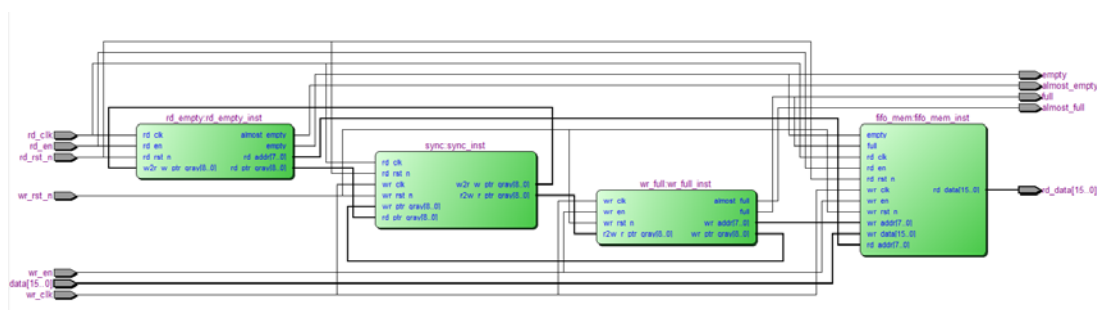 empty
almost_empty
full
almost_full
rd_empty:rd_empty_inst
rd_clk
rd_en
rd_rst_n
rd_clk
rd_en
rd_rst_n
w2r_w_ptr_gray[8..0]
almost_empty
empty
rd_addr[7..0]
rd_ptr_gray[8..0]
sync:sync_inst
rd_clk
rd_rst_n
wr_clk
wr_rst_n
wr_ptr_gray[8..0]
rd_ptr_gray[8..0]
w2r_w_ptr_gray[8..0]
r2w_r_ptr_gray[8..0]
wr_full:wr_full_inst
wr_clk
wr_en
wr_rst_n
r2w_r_ptr_gray[8..0]
almost_full
full
wr_addr[7..0]
wr_ptr_gray[8..0]
fifo_mem:fifo_mem_inst
empty
full
rd_clk
rd_en
rd_rst_n
wr_clk
wr_en
wr_rst_n
wr_addr[7..0]
wr_data[15..0]
rd_addr[7..0]
rd_data[15..0]
rd_data[15..0]
wr_rst_n
wr_en
data[15..0]
wr_clk